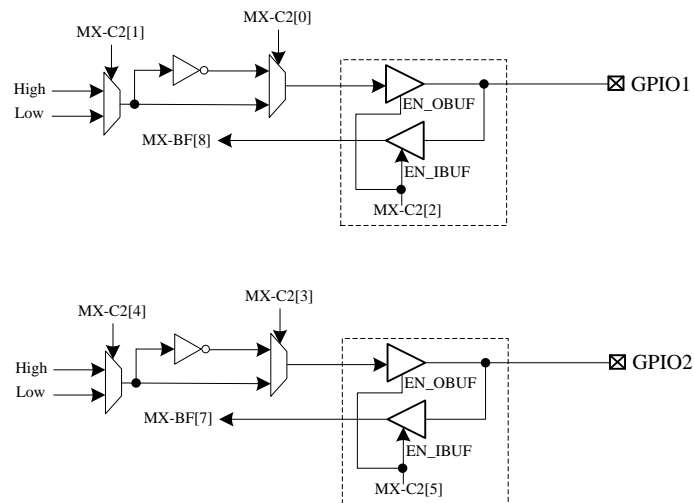 MX-C2[0]
MX-C2[1]
High
Low
GPIO1
EN_OBUF
MX-BF[8]
EN_IBUF
MX-C2[2]
MX-C2[3]
MX-C2[4]
High
Low
GPIO2
EN_OBUF
MX-BF[7]
EN_IBUF
MX-C2[5]